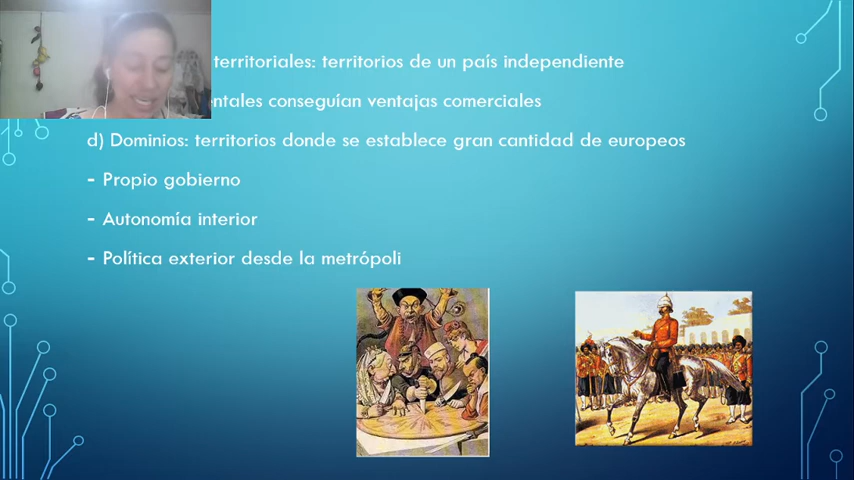 territoriales: territorios de un país independiente
entales conseguían ventajas comerciales
d) Dominios: territorios donde se establece gran cantidad de europeos
- Propio gobierno
- Autonomía interior
- Política exterior desde la metrópoli